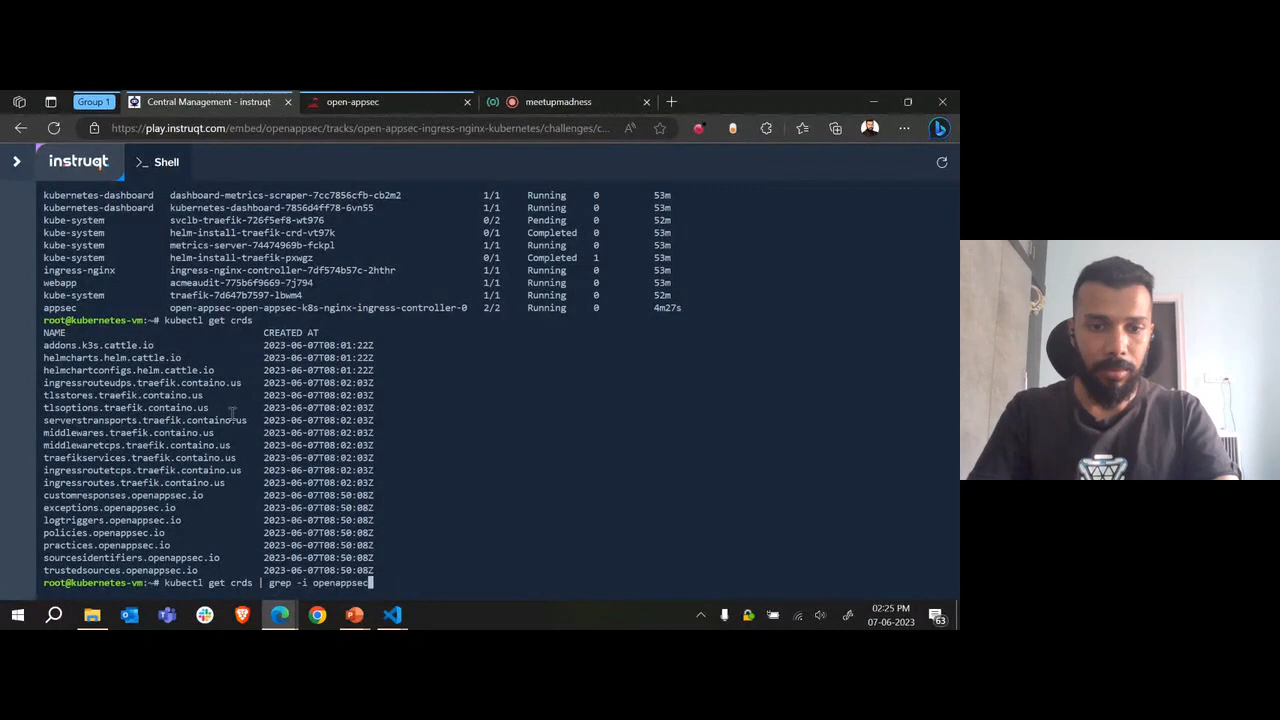 Group 1
Central Management - instruqt
open-appsec
meetupmadness
https://play.instruqt.com/embed/openappsec/tracks/open-appsec-ingress-nginx-kubernetes/challenges/c...
instruqt
>_ Shell
kubernetes-dashboard dashboard-metrics-scraper-7cc7856cfb-cb2m2 1/1 Running 0 53m
kubernetes-dashboard kubernetes-dashboard-7856d4ff78-6vn55 1/1 Running 0 53m
kube-system svclb-traefik-726f5ef8-wt976 0/2 Pending 0 52m
kube-system helm-install-traefik-crd-vt97k 0/1 Completed 0 53m
kube-system metrics-server-74474969b-fckpl 1/1 Running 0 53m
kube-system helm-install-traefik-pxwgz 0/1 Completed 1 53m
ingress-nginx ingress-nginx-controller-7df574b57c-2hthr 1/1 Running 0 53m
webapp acmeaudit-775b6f9669-7j794 1/1 Running 0 53m
kube-system traefik-7d647b7597-lbwm4 1/1 Running 0 52m
appsec open-appsec-open-appsec-k8s-nginx-ingress-controller-0 2/2 Running 0 4m27s
root@kubernetes-vm:~# kubectl get crds
NAME CREATED AT
addons.k3s.cattle.io 2023-06-07T08:01:22Z
helmcharts.helm.cattle.io 2023-06-07T08:01:22Z
helmchartconfigs.helm.cattle.io 2023-06-07T08:01:22Z
ingressrouteudps.traefik.containo.us 2023-06-07T08:02:03Z
tlsstores.traefik.containo.us 2023-06-07T08:02:03Z
tlsoptions.traefik.containo.us 2023-06-07T08:02:03Z
serverstransports.traefik.containo.us 2023-06-07T08:02:03Z
middlewares.traefik.containo.us 2023-06-07T08:02:03Z
middlewaretcps.traefik.containo.us 2023-06-07T08:02:03Z
traefikservices.traefik.containo.us 2023-06-07T08:02:03Z
ingressroutetcps.traefik.containo.us 2023-06-07T08:02:03Z
ingressroutes.traefik.containo.us 2023-06-07T08:02:03Z
customresponses.openappsec.io 2023-06-07T08:50:08Z
exceptions.openappsec.io 2023-06-07T08:50:08Z
logtriggers.openappsec.io 2023-06-07T08:50:08Z
policies.openappsec.io 2023-06-07T08:50:08Z
practices.openappsec.io 2023-06-07T08:50:08Z
sourcesidentifiers.openappsec.io 2023-06-07T08:50:08Z
trustedsources.openappsec.io 2023-06-07T08:50:08Z
root@kubernetes-vm:~# kubectl get crds | grep -i openappsec
02:25 PM
07-06-2023
63